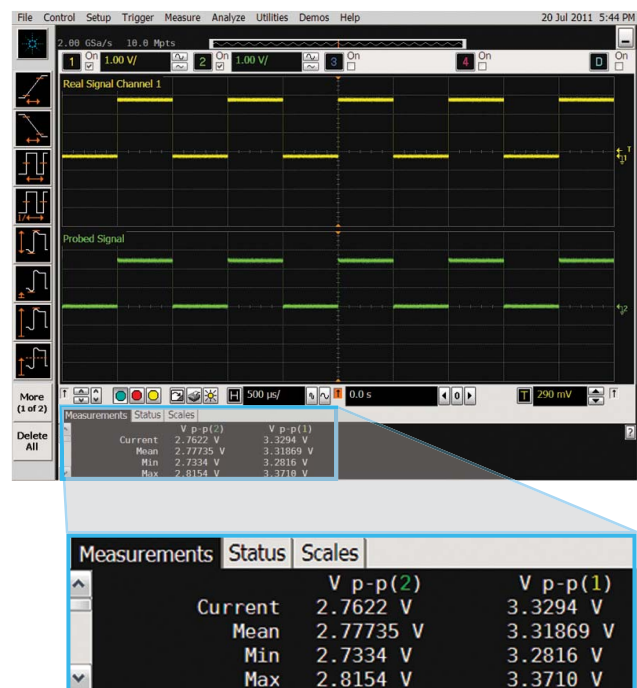 File Control Setup Trigger Measure Analyze Utilities Demos Help 20 Jul 2011 5:44 PM
2.00 GSa/s 10.0 Mpts
1 On 1.00 V/ 2 On 1.00 V/ 3 On 4 On D On
Real Signal Channel 1
T
1
Probed Signal
2
More
(1 of 2)
Delete
All
T H 500 µs/ 0.0 s 0 T 290 mV
Measurements Status Scales
V p-p(2) V p-p(1)
Current 2.7622 V 3.3294 V
Mean 2.77735 V 3.31869 V
Min 2.7334 V 3.2816 V
Max 2.8154 V 3.3710 V
Measurements Status Scales
V p-p(2) V p-p(1)
Current 2.7622 V 3.3294 V
Mean 2.77735 V 3.31869 V
Min 2.7334 V 3.2816 V
Max 2.8154 V 3.3710 V